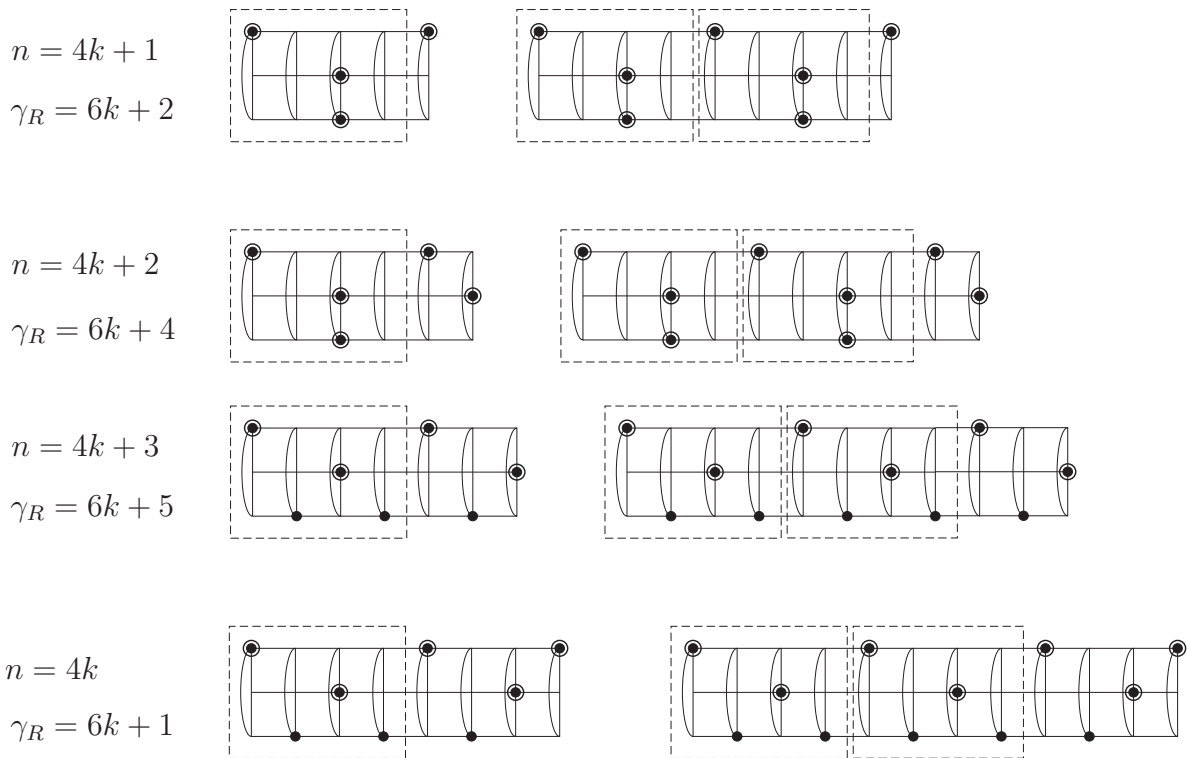 n = 4k + 1
γ_R = 6k + 2
n = 4k + 2
γ_R = 6k + 4
n = 4k + 3
γ_R = 6k + 5
n = 4k
γ_R = 6k + 1